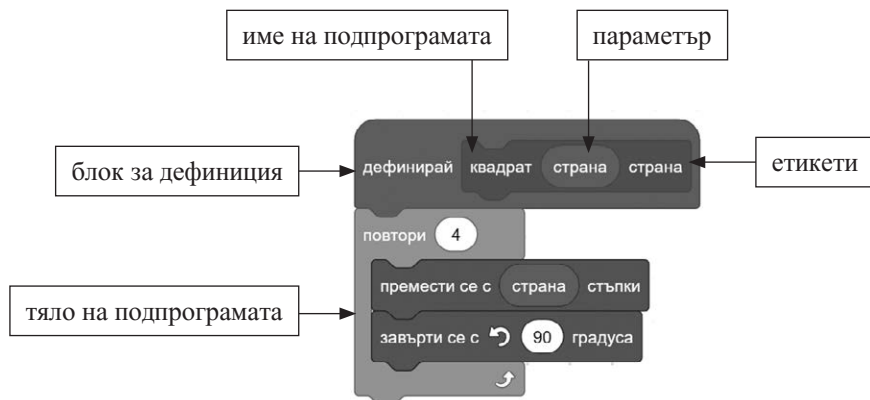 име на подпрограмата
параметър
блок за дефиниция
дефинирай квадрат страна страна
етикети
повтори 4
тяло на подпрограмата
премести се с страна стъпки
завърти се с 90 градуса